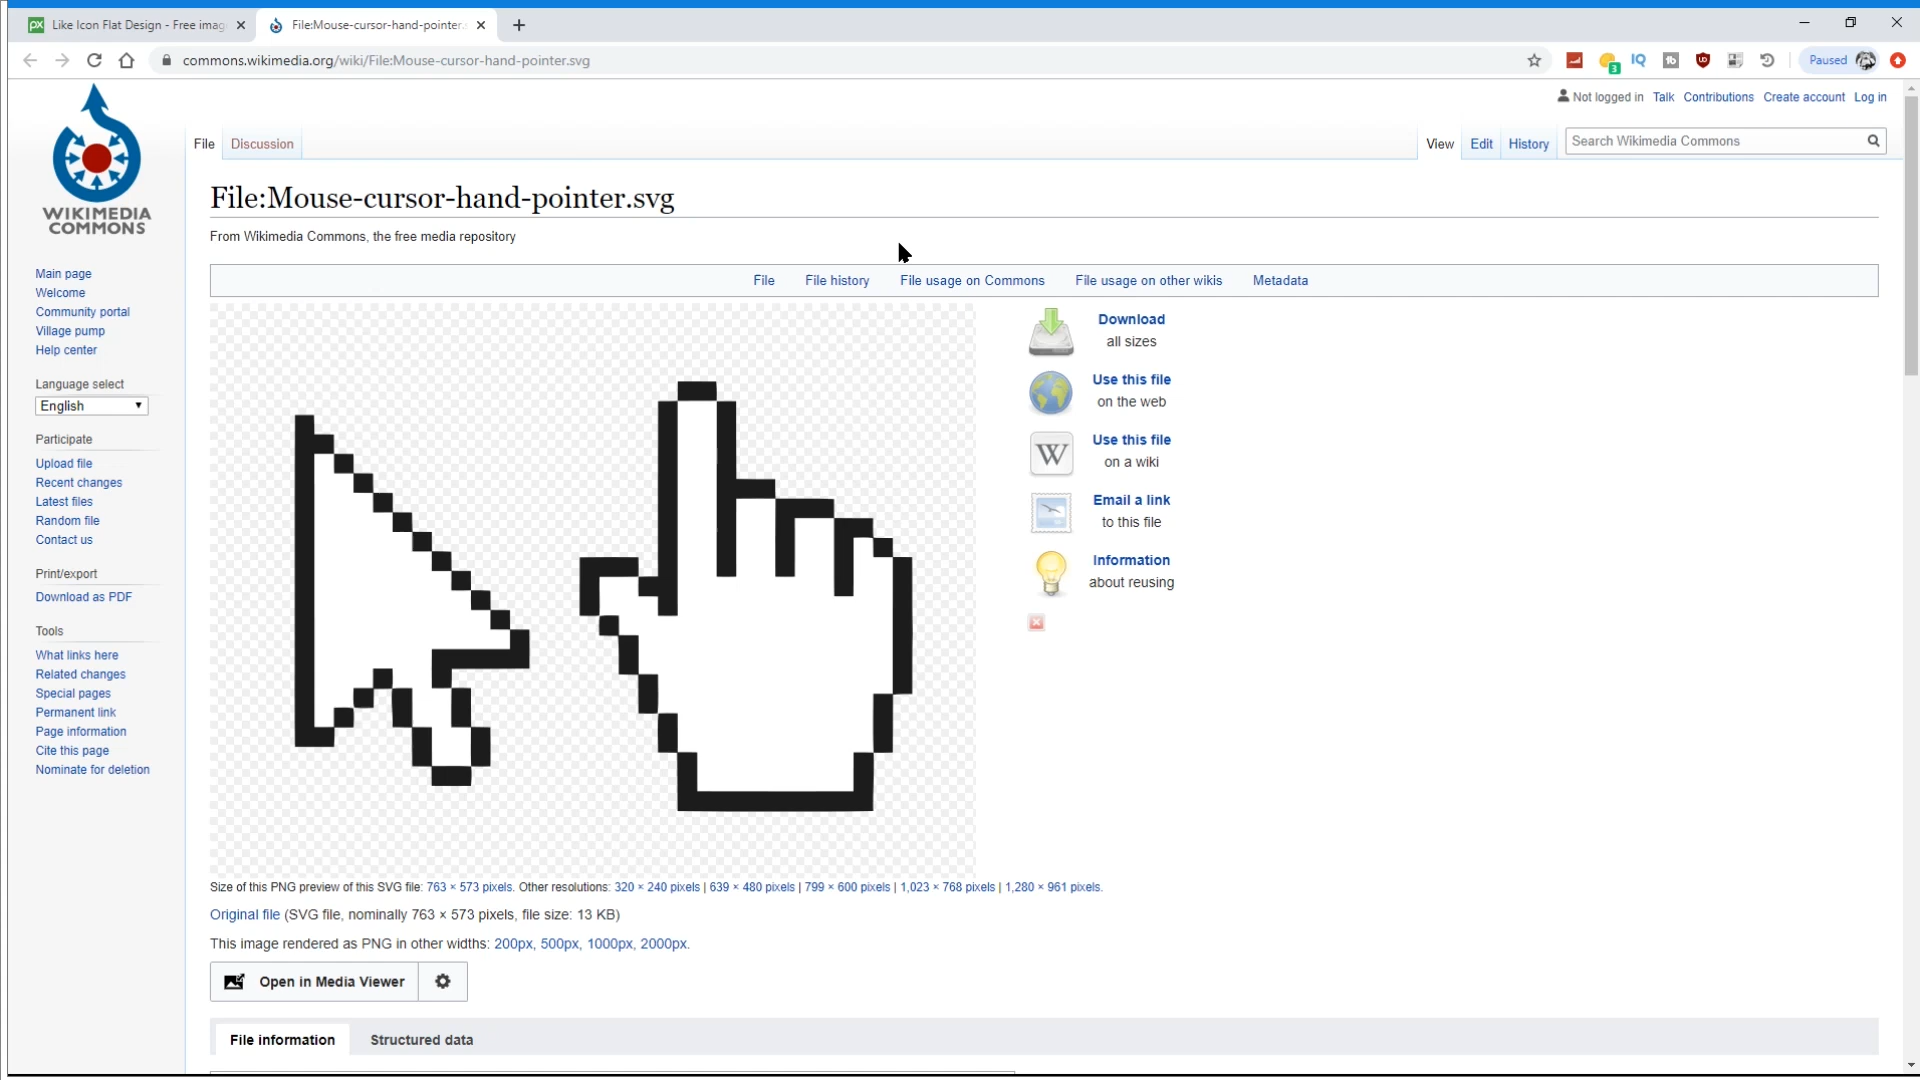 Like Icon Flat Design - Free imag
File:Mouse-cursor-hand-pointer.
commons.wikimedia.org/wiki/File:Mouse-cursor-hand-pointer.svg
3
IQ
Paused
Not logged in Talk Contributions Create account Log in
WIKIMEDIA
COMMONS
File Discussion
View Edit History Search Wikimedia Commons
File:Mouse-cursor-hand-pointer.svg
From Wikimedia Commons, the free media repository
File File history File usage on Commons File usage on other wikis Metadata
Main page
Welcome
Community portal
Village pump
Help center
Language select
English
Participate
Upload file
Recent changes
Latest files
Random file
Contact us
Print/export
Download as PDF
Tools
What links here
Related changes
Special pages
Permanent link
Page information
Cite this page
Nominate for deletion
Download
all sizes
Use this file
on the web
W
Use this file
on a wiki
Email a link
to this file
Information
about reusing
Size of this PNG preview of this SVG file: 763 × 573 pixels. Other resolutions: 320 × 240 pixels | 639 × 480 pixels | 799 × 600 pixels | 1,023 × 768 pixels | 1,280 × 961 pixels.
Original file (SVG file, nominally 763 × 573 pixels, file size: 13 KB)
This image rendered as PNG in other widths: 200px, 500px, 1000px, 2000px.
Open in Media Viewer
File information Structured data